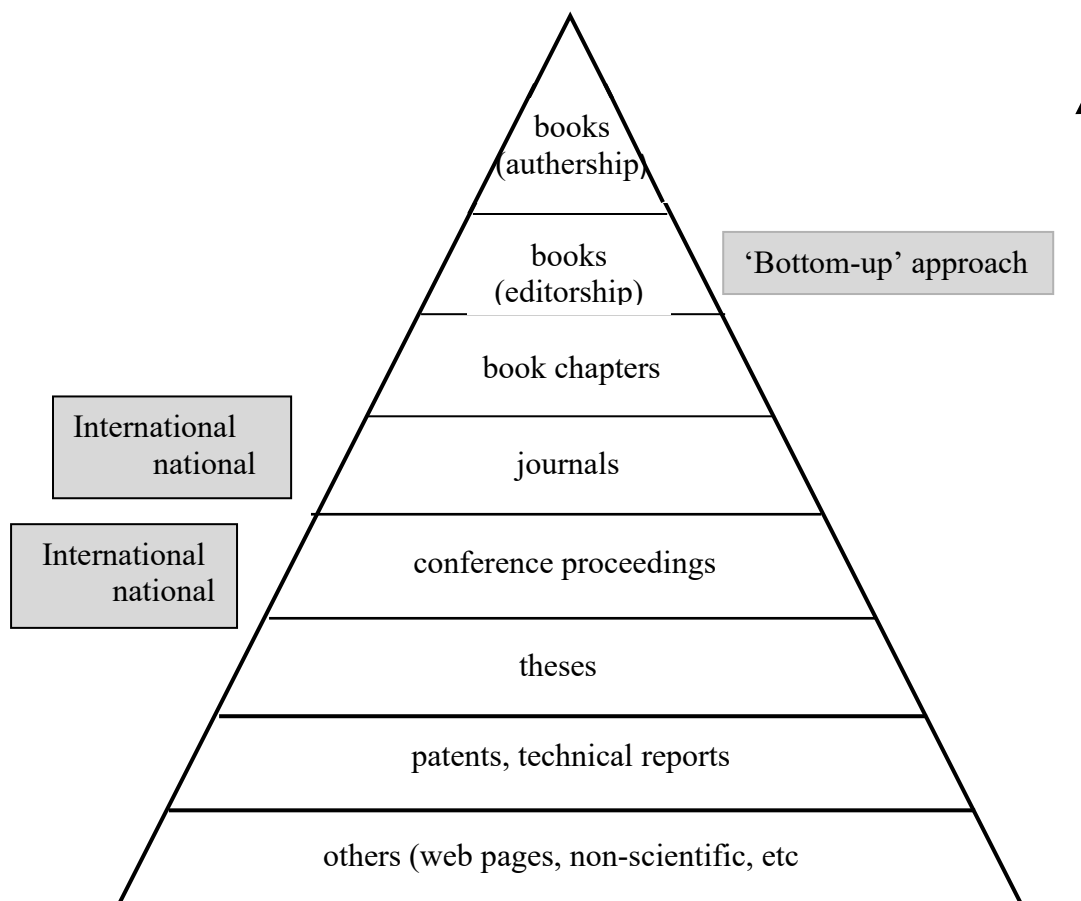 books
(authership)
books
(editorship)
‘Bottom-up’ approach
book chapters
International
national
journals
International
national
conference proceedings
theses
patents, technical reports
others (web pages, non-scientific, etc